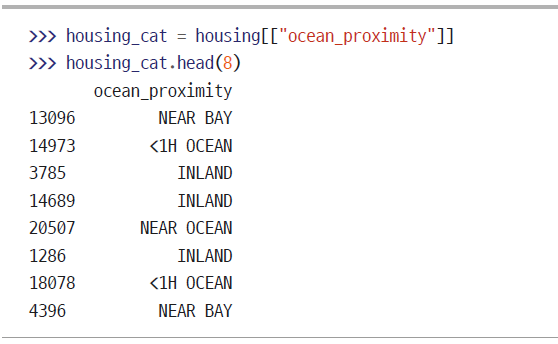 >>> housing_cat = housing[["ocean_proximity"]]
>>> housing_cat.head(8)
ocean_proximity
13096 NEAR BAY
14973 <1H OCEAN
3785 INLAND
14689 INLAND
20507 NEAR OCEAN
1286 INLAND
18078 <1H OCEAN
4396 NEAR BAY